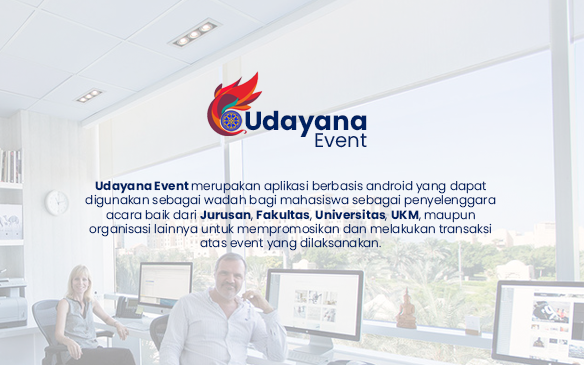 Udayana
Event
Udayana Event merupakan aplikasi berbasis android yang dapat
digunakan sebagai wadah bagi mahasiswa sebagai penyelenggara
acara baik dari Jurusan, Fakultas, Universitas, UKM, maupun
organisasi lainnya untuk mempromosikan dan melakukan transaksi
atas event yang dilaksanakan.